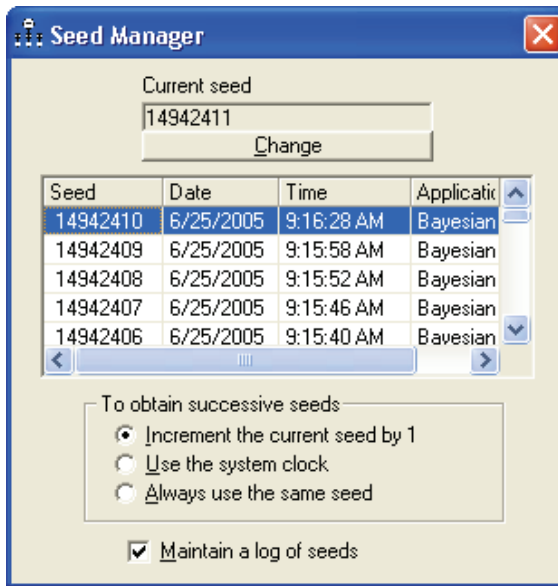 Seed Manager
Current seed
14942411
Change
Seed Date Time Applicatic
14942410 6/25/2005 9:16:28 AM Bayesian
14942409 6/25/2005 9:15:58 AM Bayesian
14942408 6/25/2005 9:15:52 AM Bayesian
14942407 6/25/2005 9:15:46 AM Bayesian
14942406 6/25/2005 9:15:40 AM Bayesian
To obtain successive seeds
Increment the current seed by 1
Use the system clock
Always use the same seed
Maintain a log of seeds